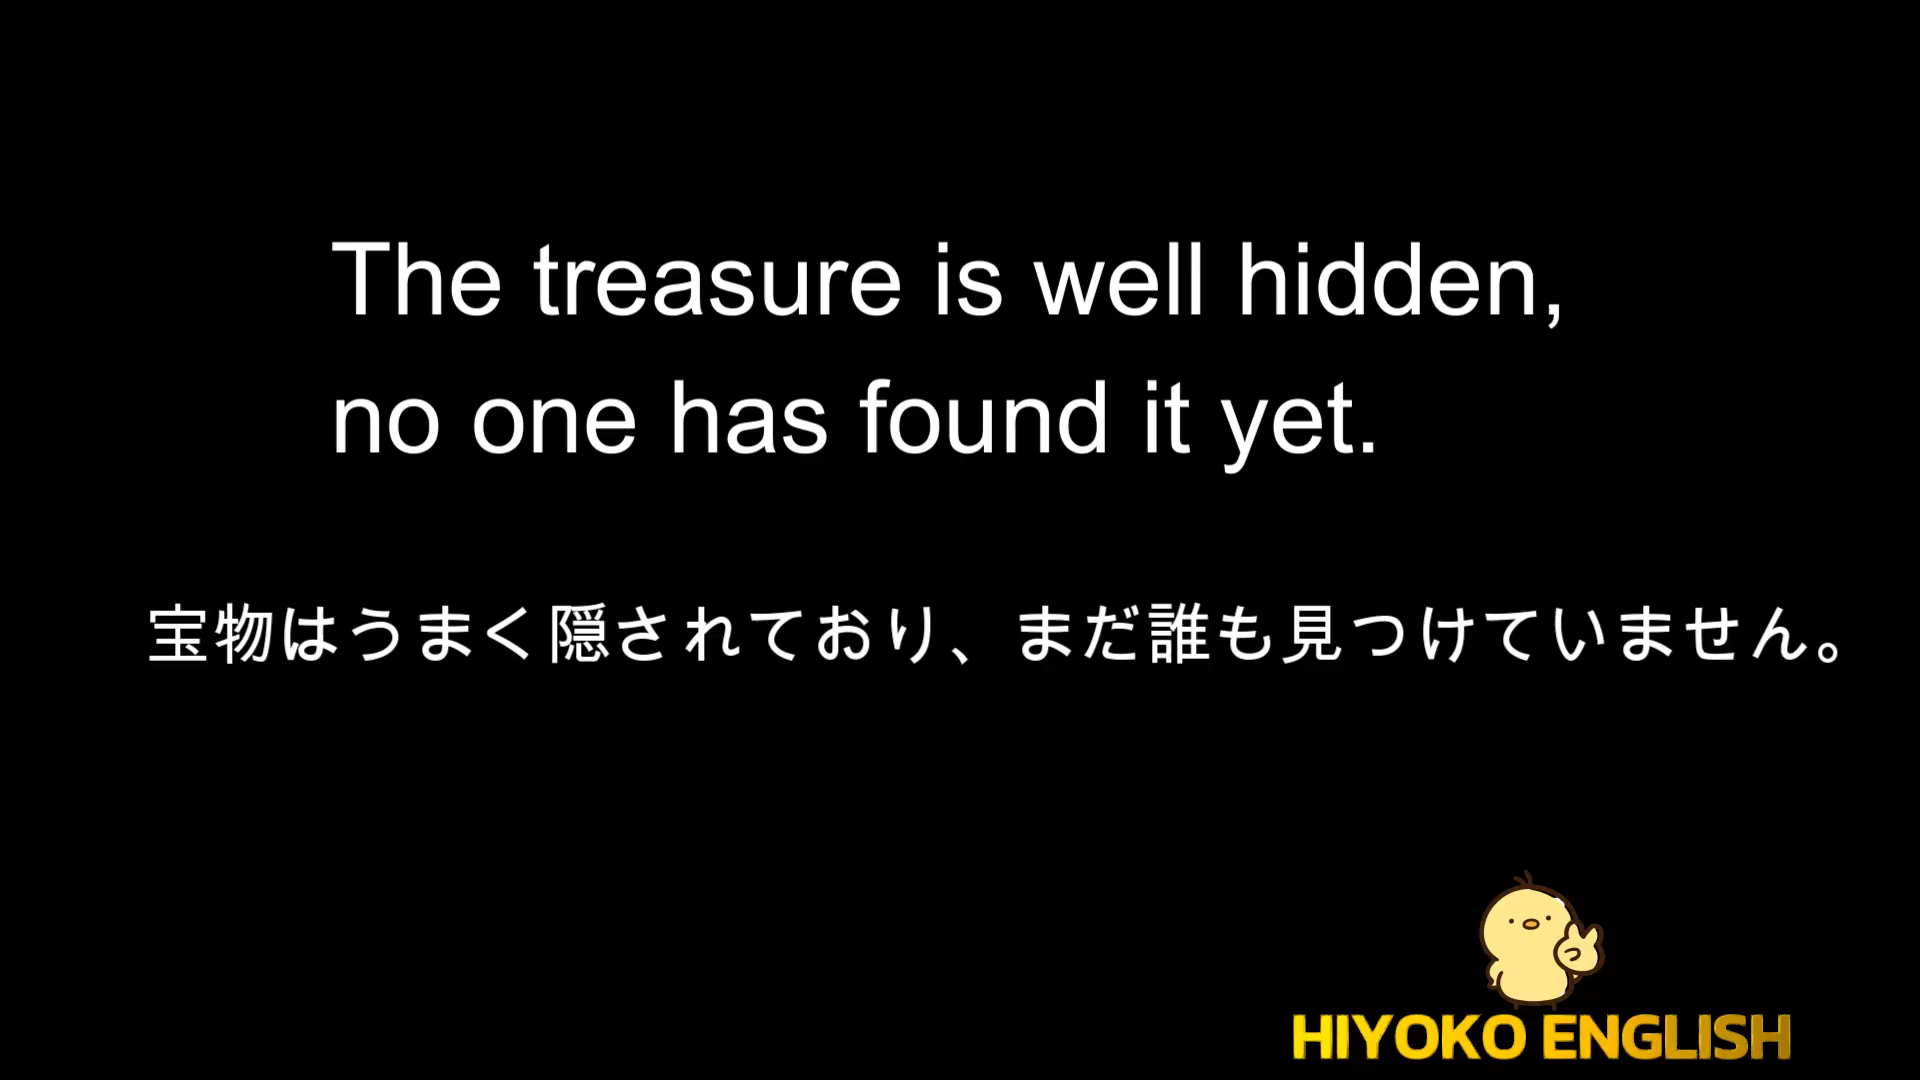 The treasure is well hidden,
no one has found it yet.
宝物はうまく隠されており、まだ誰も見つけていません。
HIYOKO ENGLISH